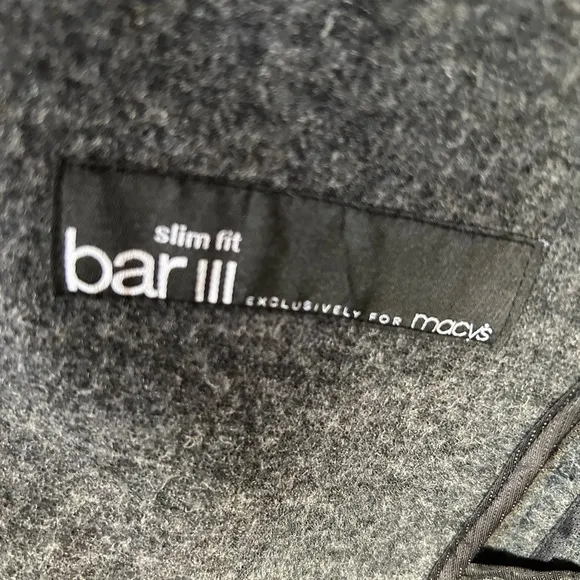 slim fit
bar III EXCLUSIVELY FOR macy's